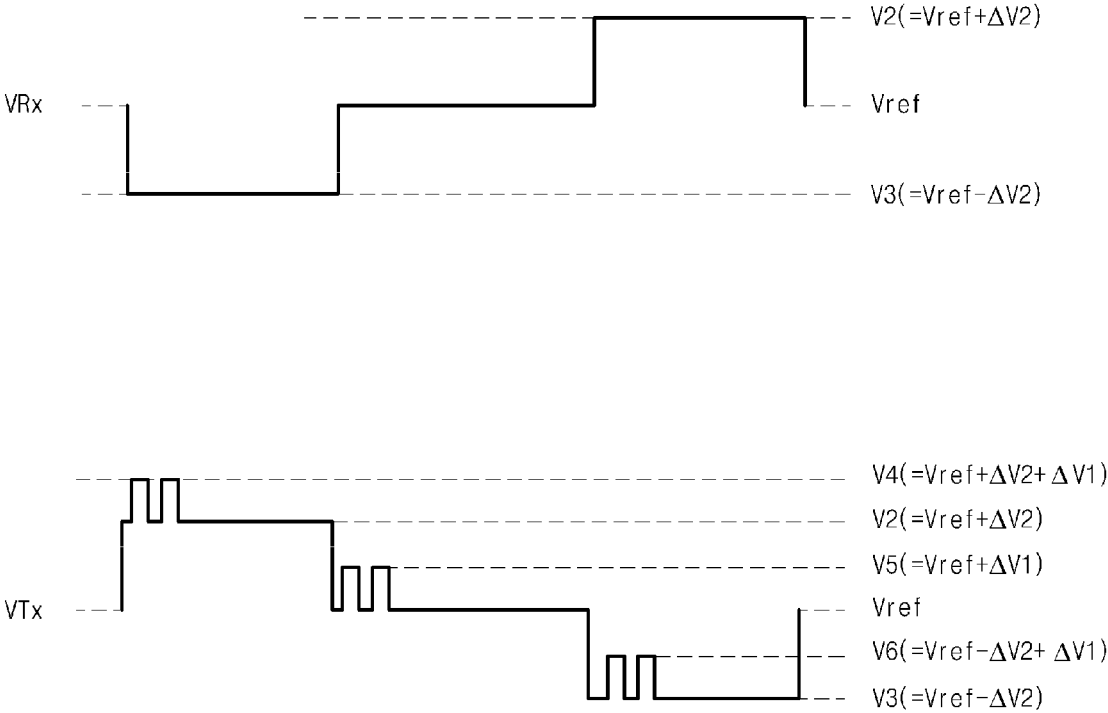 V2(=Vref+ΔV2)
VRx
Vref
V3(=Vref-ΔV2)
V4(=Vref+ΔV2+ΔV1)
V2(=Vref+ΔV2)
V5(=Vref+ΔV1)
VTx
Vref
V6(=Vref-ΔV2+ΔV1)
V3(=Vref-ΔV2)